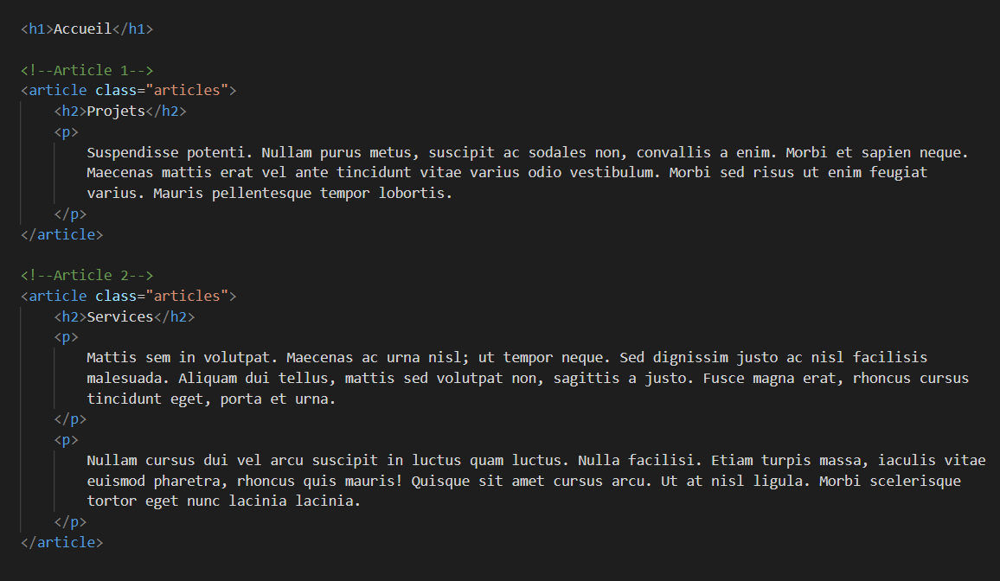 <h1>Accueil</h1>
<!--Article 1-->
<article class="articles">
<h2>Projets</h2>
<p>
Suspendisse potenti. Nullam purus metus, suscipit ac sodales non, convallis a enim. Morbi et sapien neque.
Maecenas mattis erat vel ante tincidunt vitae varius odio vestibulum. Morbi sed risus ut enim feugiat
varius. Mauris pellentesque tempor lobortis.
</p>
</article>
<!--Article 2-->
<article class="articles">
<h2>Services</h2>
<p>
Mattis sem in volutpat. Maecenas ac urna nisl; ut tempor neque. Sed dignissim justo ac nisl facilisis
malesuada. Aliquam dui tellus, mattis sed volutpat non, sagittis a justo. Fusce magna erat, rhoncus cursus
tincidunt eget, porta et urna.
</p>
<p>
Nullam cursus dui vel arcu suscipit in luctus quam luctus. Nulla facilisi. Etiam turpis massa, iaculis vitae
euismod pharetra, rhoncus quis mauris! Quisque sit amet cursus arcu. Ut at nisl ligula. Morbi scelerisque
tortor eget nunc lacinia lacinia.
</p>
</article>